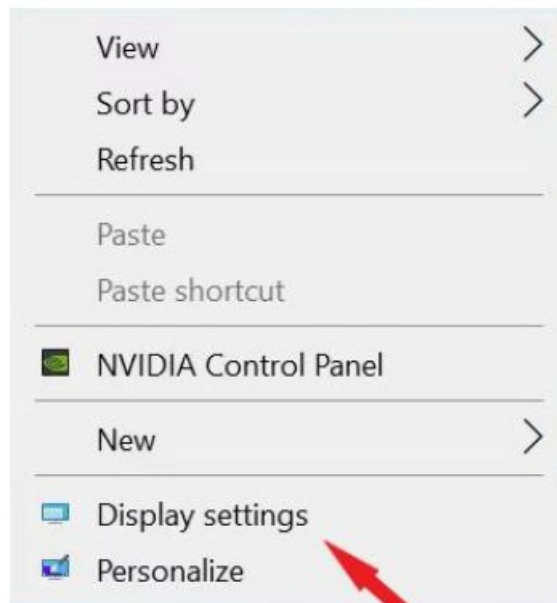 View
Sort by
Refresh
Paste
Paste shortcut
NVIDIA Control Panel
New
Display settings
Personalize